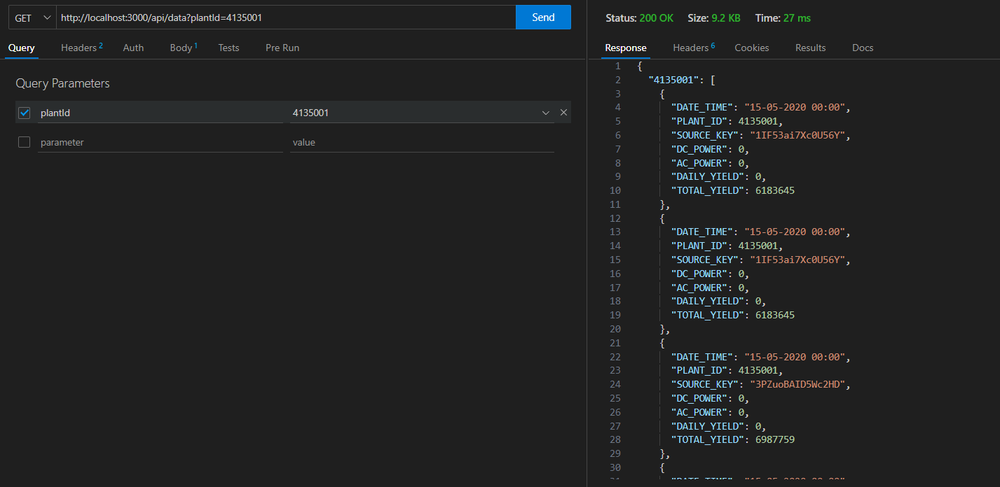 GET http://localhost:3000/api/data?plantId=4135001 Send
Query Headers 2 Auth Body 1 Tests Pre Run
Query Parameters
plantId 4135001
parameter value
Status: 200 OK Size: 9.2 KB Time: 27 ms
Response Headers 6 Cookies Results Docs
1 {
2 "4135001": [
3 {
4 "DATE_TIME": "15-05-2020 00:00",
5 "PLANT_ID": 4135001,
6 "SOURCE_KEY": "1IF53ai7Xc0U56Y",
7 "DC_POWER": 0,
8 "AC_POWER": 0,
9 "DAILY_YIELD": 0,
10 "TOTAL_YIELD": 6183645
11 },
12 {
13 "DATE_TIME": "15-05-2020 00:00",
14 "PLANT_ID": 4135001,
15 "SOURCE_KEY": "1IF53ai7Xc0U56Y",
16 "DC_POWER": 0,
17 "AC_POWER": 0,
18 "DAILY_YIELD": 0,
19 "TOTAL_YIELD": 6183645
20 },
21 {
22 "DATE_TIME": "15-05-2020 00:00",
23 "PLANT_ID": 4135001,
24 "SOURCE_KEY": "3PZuoBAID5Wc2HD",
25 "DC_POWER": 0,
26 "AC_POWER": 0,
27 "DAILY_YIELD": 0,
28 "TOTAL_YIELD": 6987759
29 },
30 {